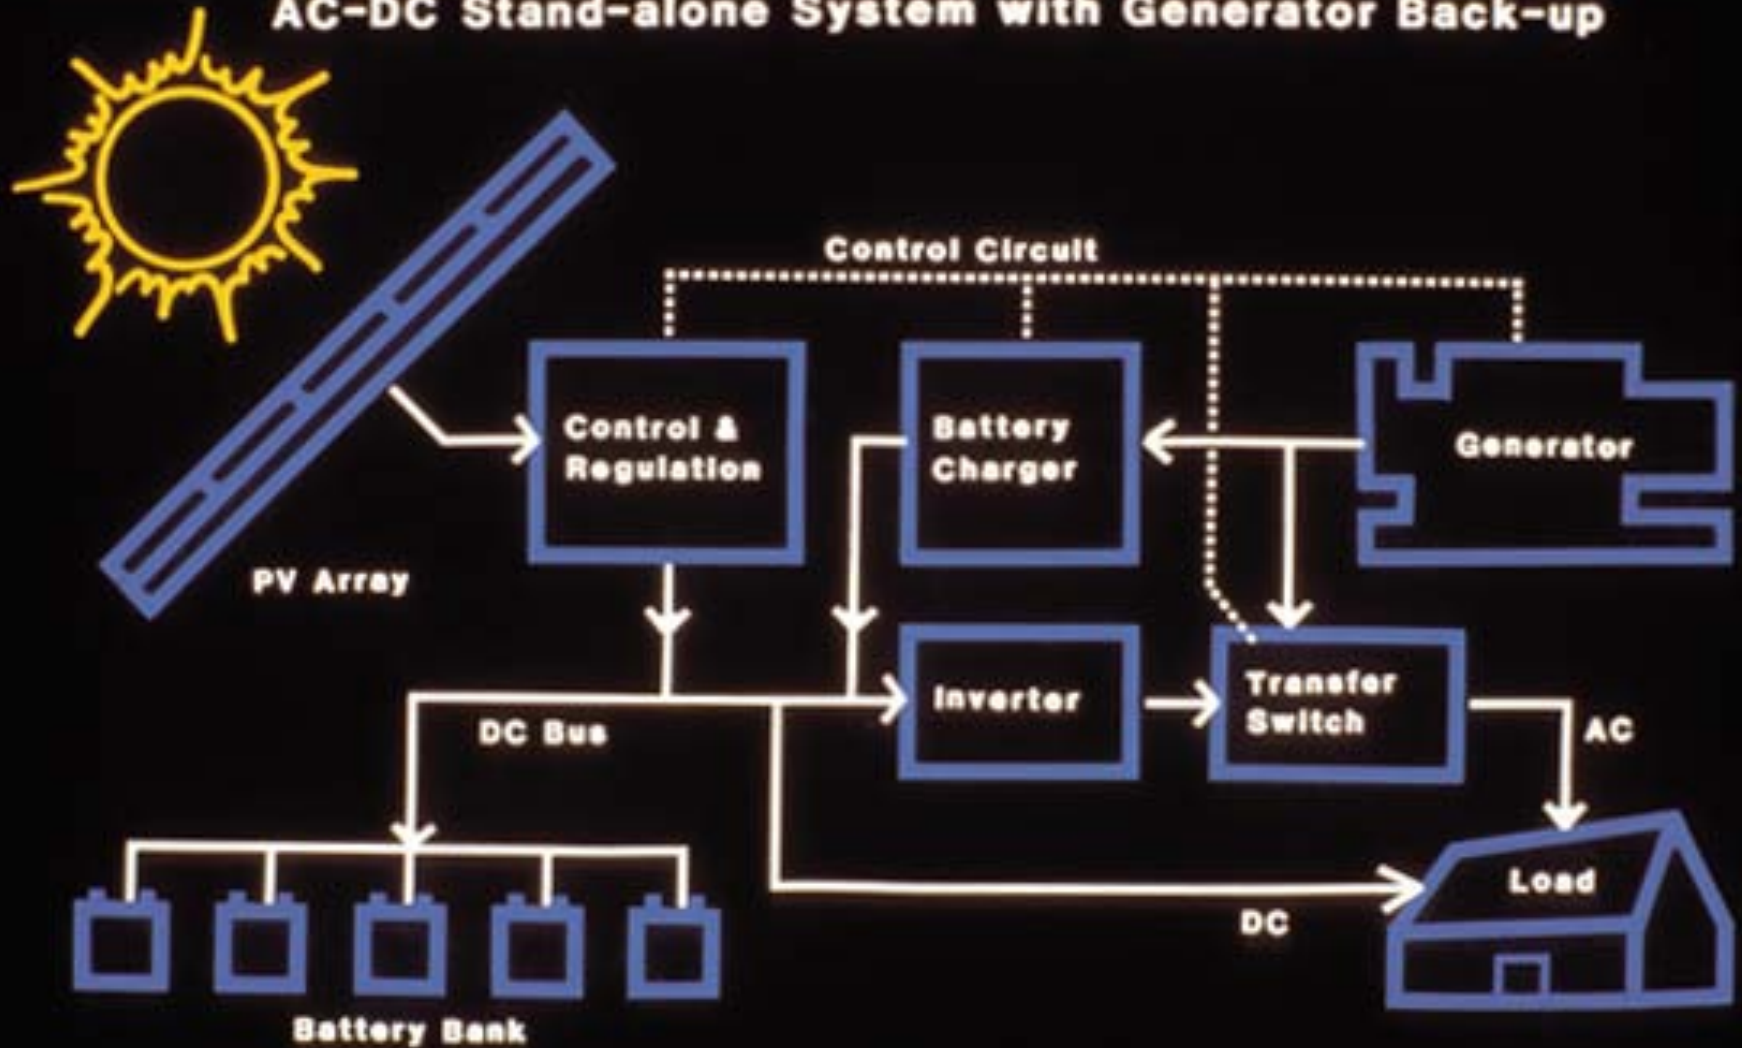 AC-DC Stand-alone System with Generator Back-up
Control Circuit
Control &
Regulation
Battery
Charger
Generator
PV Array
Inverter
Transfer
Switch
AC
DC Bus
Load
DC
Battery Bank